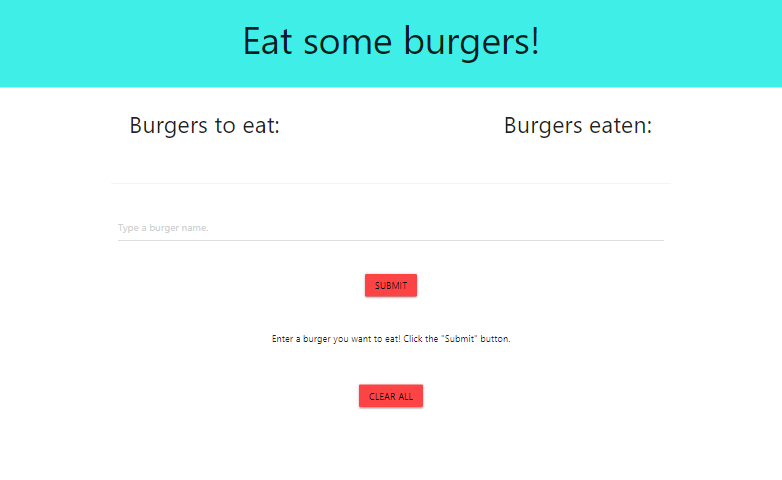 Eat some burgers!
Burgers to eat:
Burgers eaten:
Type a burger name.
SUBMIT
Enter a burger you want to eat! Click the "Submit" button.
CLEAR ALL